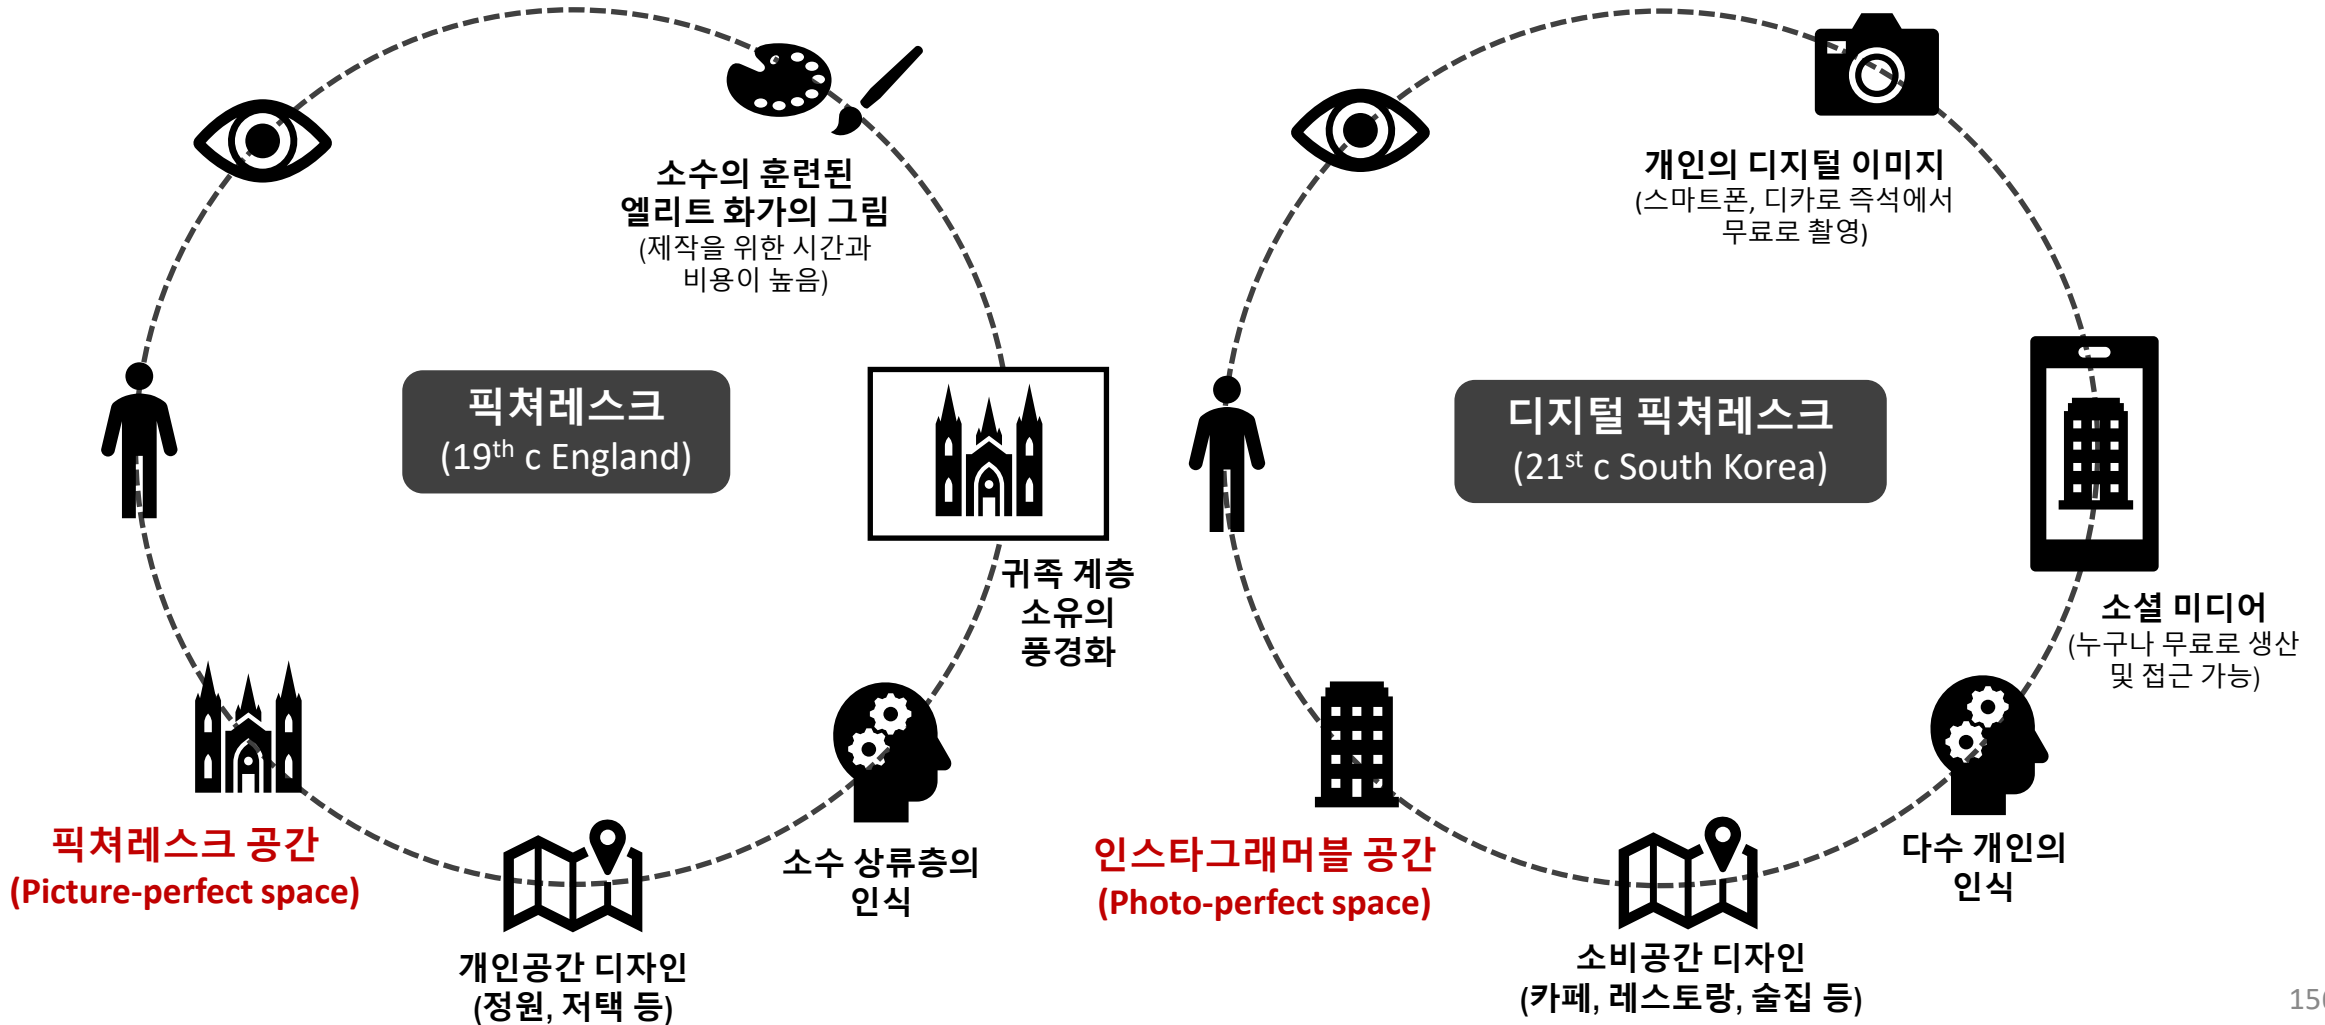 소수의 훈련된
엘리트 화가의 그림
(제작을 위한 시간과
비용이 높음)
픽쳐레스크
(19th c England)
귀족 계층
소유의
풍경화
소수 상류층의
인식
개인공간 디자인
(정원, 저택 등)
픽쳐레스크 공간
(Picture-perfect space)
개인의 디지털 이미지
(스마트폰, 디카로 즉석에서
무료로 촬영)
디지털 픽쳐레스크
(21st c South Korea)
소셜 미디어
(누구나 무료로 생산
및 접근 가능)
다수 개인의
인식
소비공간 디자인
(카페, 레스토랑, 술집 등)
인스타그래머블 공간
(Photo-perfect space)